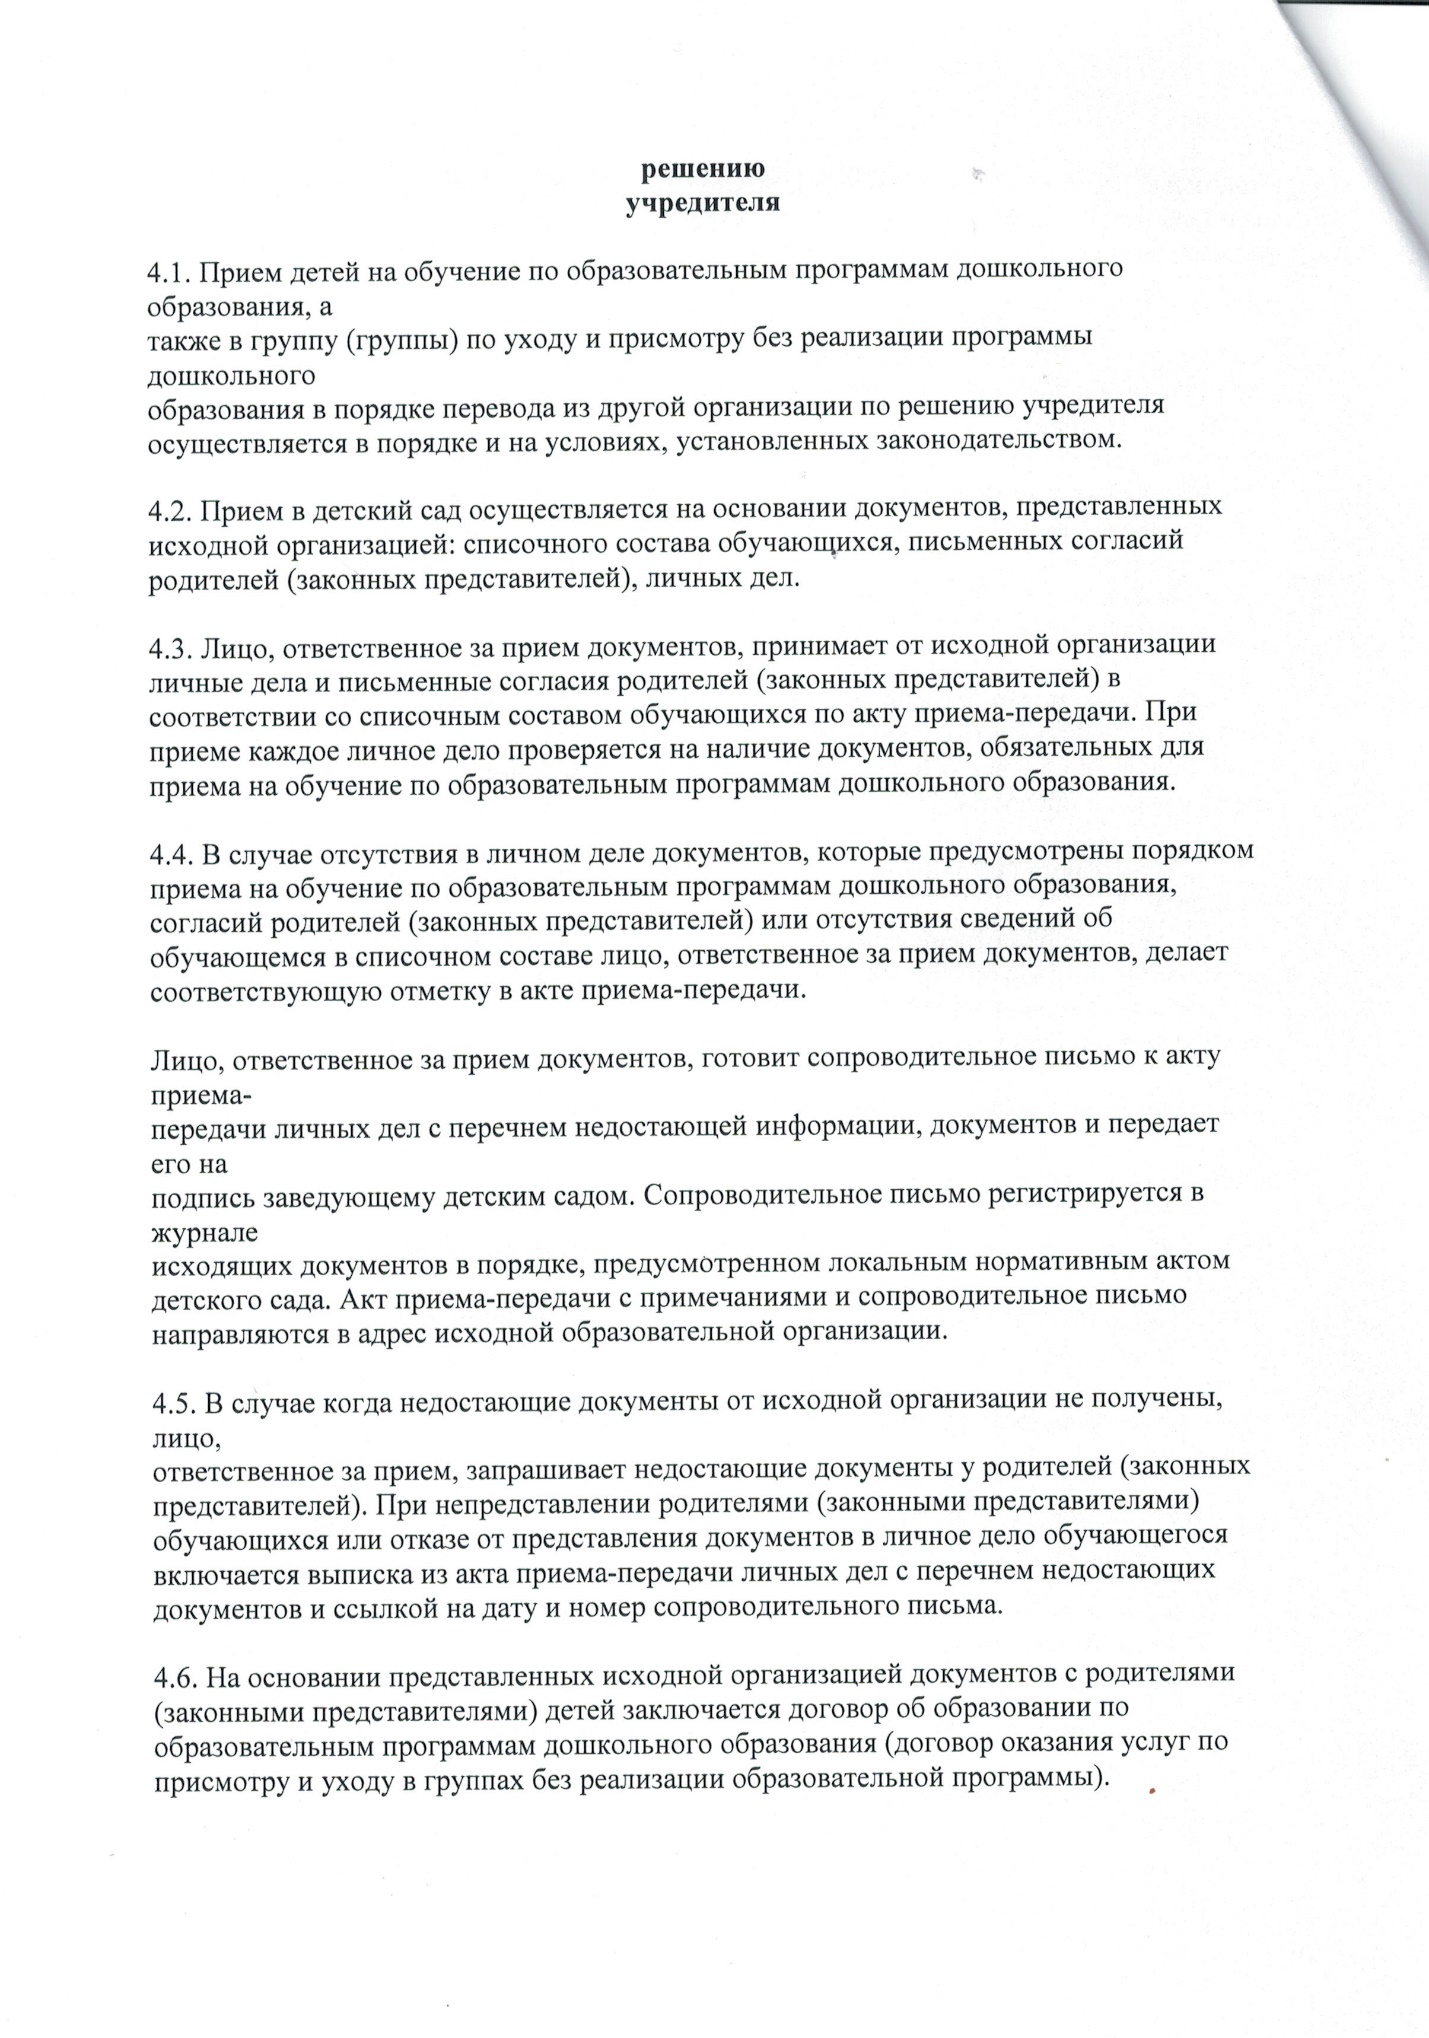 решению
учредителя
4.1. Прием детей на обучение по образовательным программам дошкольного
образования, а
также в группу (группы) по уходу и присмотру без реализации программы
дошкольного
образования в порядке перевода из другой организации по решению учредителя
осуществляется в порядке и на условиях, установленных законодательством.
4.2. Прием в детский сад осуществляется на основании документов, представленных
исходной организацией: списочного состава обучающихся, письменных согласий
родителей (законных представителей), личных дел.
4.3. Лицо, ответственное за прием документов, принимает от исходной организации
личные дела и письменные согласия родителей (законных представителей) в
соответствии со списочным составом обучающихся по акту приема-передачи. При
приеме каждое личное дело проверяется на наличие документов, обязательных для
приема на обучение по образовательным программам дошкольного образования.
4.4. В случае отсутствия в личном деле документов, которые предусмотрены порядком
приема на обучение по образовательным программам дошкольного образования,
согласий родителей (законных представителей) или отсутствия сведений об
обучающемся в списочном составе лицо, ответственное за прием документов, делает
соответствующую отметку в акте приема-передачи.
Лицо, ответственное за прием документов, готовит сопроводительное письмо к акту
приема-
передачи личных дел с перечнем недостающей информации, документов и передает
его на
подпись заведующему детским садом. Сопроводительное письмо регистрируется в
журнале
исходящих документов в порядке, предусмотренном локальным нормативным актом
детского сада. Акт приема-передачи с примечаниями и сопроводительное письмо
направляются в адрес исходной образовательной организации.
4.5. В случае когда недостающие документы от исходной организации не получены,
лицо,
ответственное за прием, запрашивает недостающие документы у родителей (законных
представителей). При непредставлении родителями (законными представителями)
обучающихся или отказе от представления документов в личное дело обучающегося
включается выписка из акта приема-передачи личных дел с перечнем недостающих
документов и ссылкой на дату и номер сопроводительного письма.
4.6. На основании представленных исходной организацией документов с родителями
(законными представителями) детей заключается договор об образовании по
образовательным программам дошкольного образования (договор оказания услуг по
присмотру и уходу в группах без реализации образовательной программы).